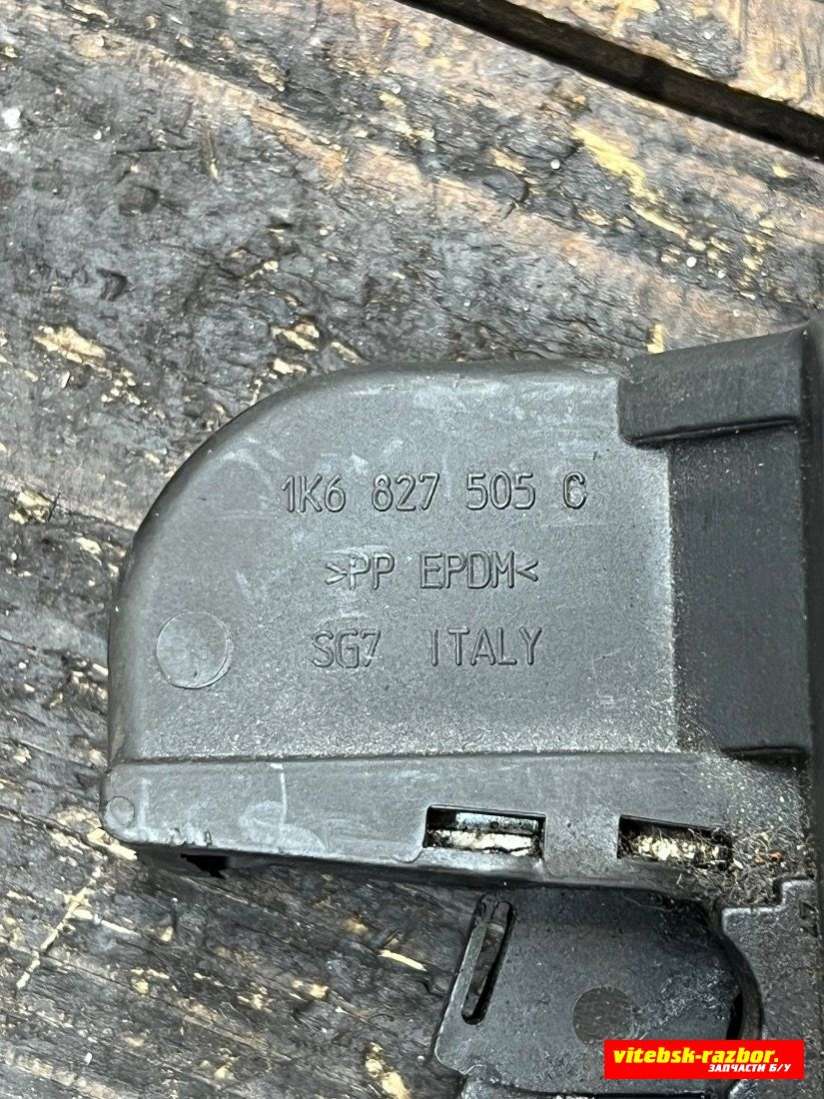 1K6 827 505 C
>PP EPDM<
SG7 ITALY
vitebsk-razbor.
ЗАПЧАСТИ Б/У